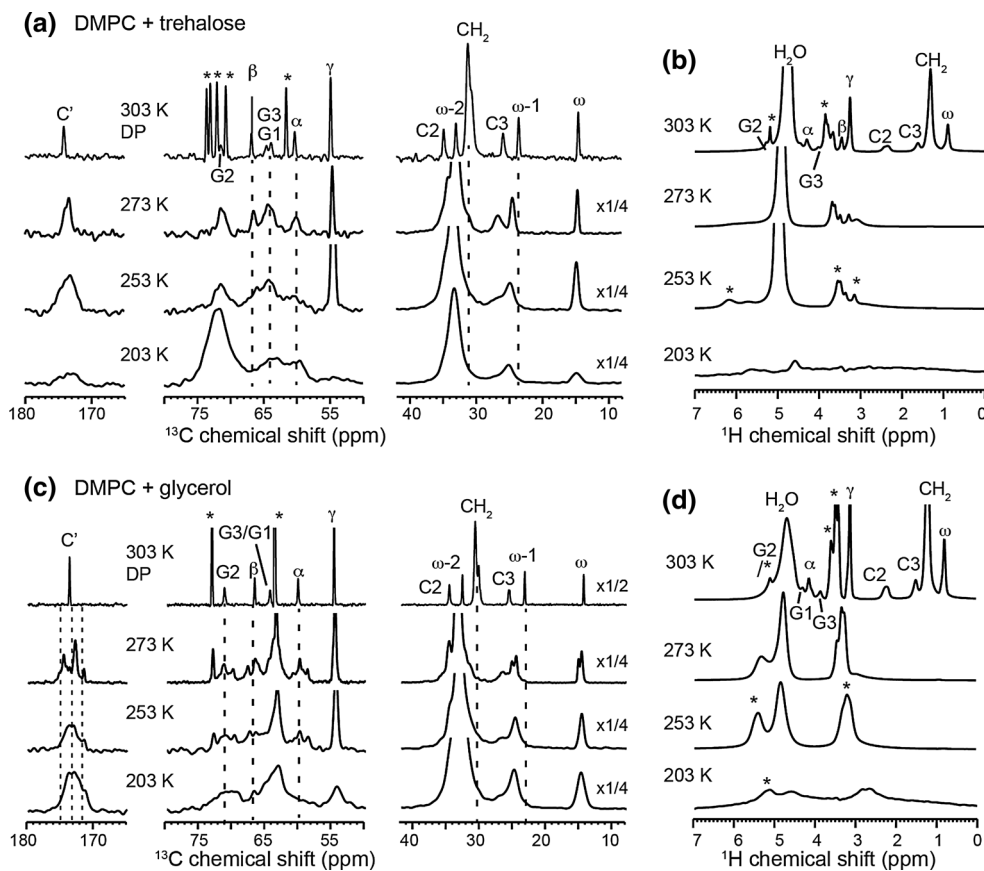 (a) DMPC + trehalose
303 K
DP
C'
* * * *
G2
β
G3
G1
*
α
γ
C2
ω-2
CH₂
C3
ω-1
ω
273 K
x1/4
253 K
x1/4
203 K
x1/4
180 170 75 65 55 40 30 20 10
¹³C chemical shift (ppm)
(b)
303 K
G2
*
H₂O
α
G3
*
β
γ
C2
C3
CH₂
ω
273 K
253 K
*
*
*
203 K
7 6 5 4 3 2 1 0
¹H chemical shift (ppm)
(c) DMPC + glycerol
303 K
DP
C'
*
G2
G3/G1
β
*
α
γ
C2
ω-2
CH₂
C3
ω-1
ω
x1/2
273 K
x1/4
253 K
x1/4
203 K
x1/4
180 170 75 65 55 40 30 20 10
¹³C chemical shift (ppm)
(d)
303 K
G2
*
H₂O
G1
α
G3
*
*
γ
C2
C3
CH₂
ω
273 K
253 K
*
*
203 K
*
7 6 5 4 3 2 1 0
¹H chemical shift (ppm)